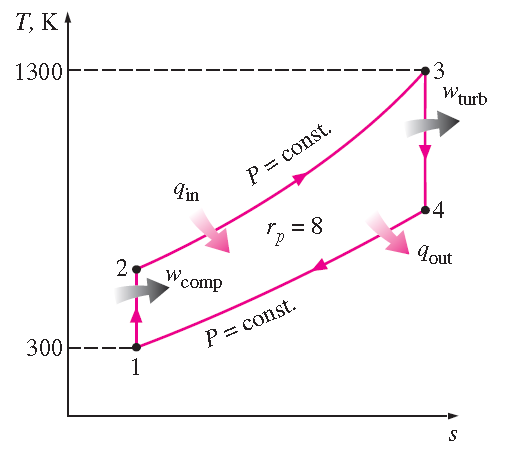 T, K
1300
3
w_turb
P = const.
q_in
4
r_p = 8
q_out
2
w_comp
P = const.
300
1
s